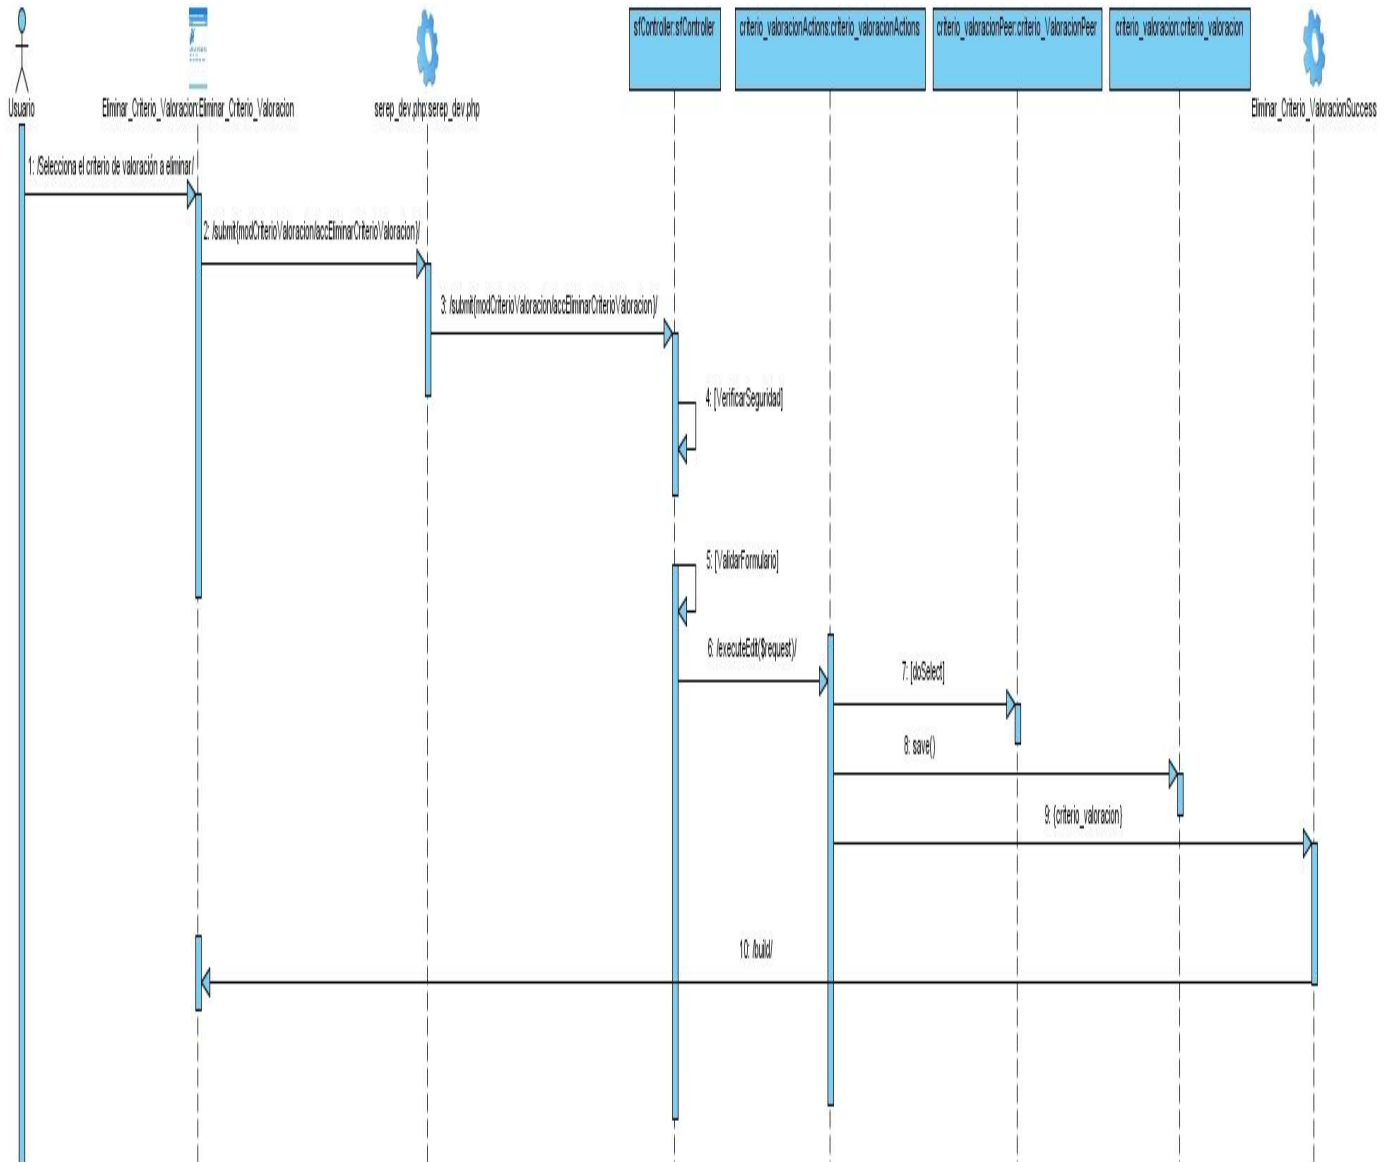 sfController:sfController
criterio_valoracionActions:criterio_valoracionActions
criterio_valoracionPeer:criterio_ValoracionPeer
criterio_valoracion:criterio_valoracion
Usuario
Eliminar_Criterio_Valoracion:Eliminar_Criterio_Valoracion
serep_dev.php:serep_dev.php
Eliminar_Criterio_ValoracionSuccess
1: /Selecciona el criterio de valoración a eliminar/
2: /submit(modCriterioValoracion/accEliminarCriterioValoracion)/
3: /submit(modCriterioValoracion/accEliminarCriterioValoracion)/
4: [VerificarSeguridad]
5: [ValidarFormulario]
6: /executeEdit($request)/
7: [doSelect]
8: save()
9: {criterio_valoracion}
10: /build/